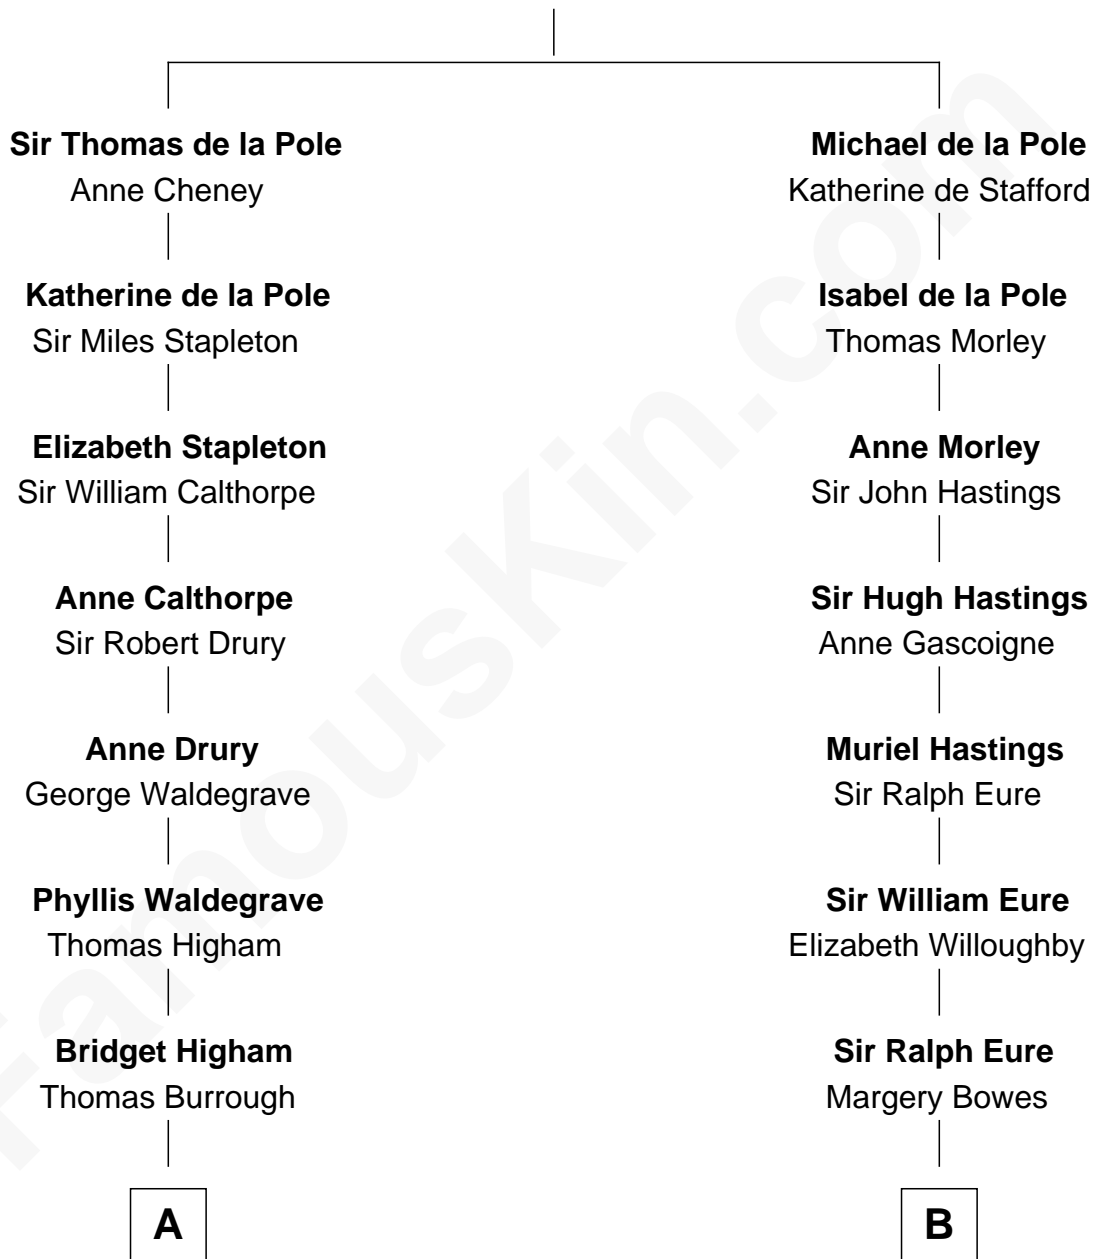 Sir Thomas de la Pole
Anne Cheney
Katherine de la Pole
Sir Miles Stapleton
Elizabeth Stapleton
Sir William Calthorpe
Anne Calthorpe
Sir Robert Drury
Anne Drury
George Waldegrave
Phyllis Waldegrave
Thomas Higham
Bridget Higham
Thomas Burrough
A
Michael de la Pole
Katherine de Stafford
Isabel de la Pole
Thomas Morley
Anne Morley
Sir John Hastings
Sir Hugh Hastings
Anne Gascoigne
Muriel Hastings
Sir Ralph Eure
Sir William Eure
Elizabeth Willoughby
Sir Ralph Eure
Margery Bowes
B
FamousKin.com